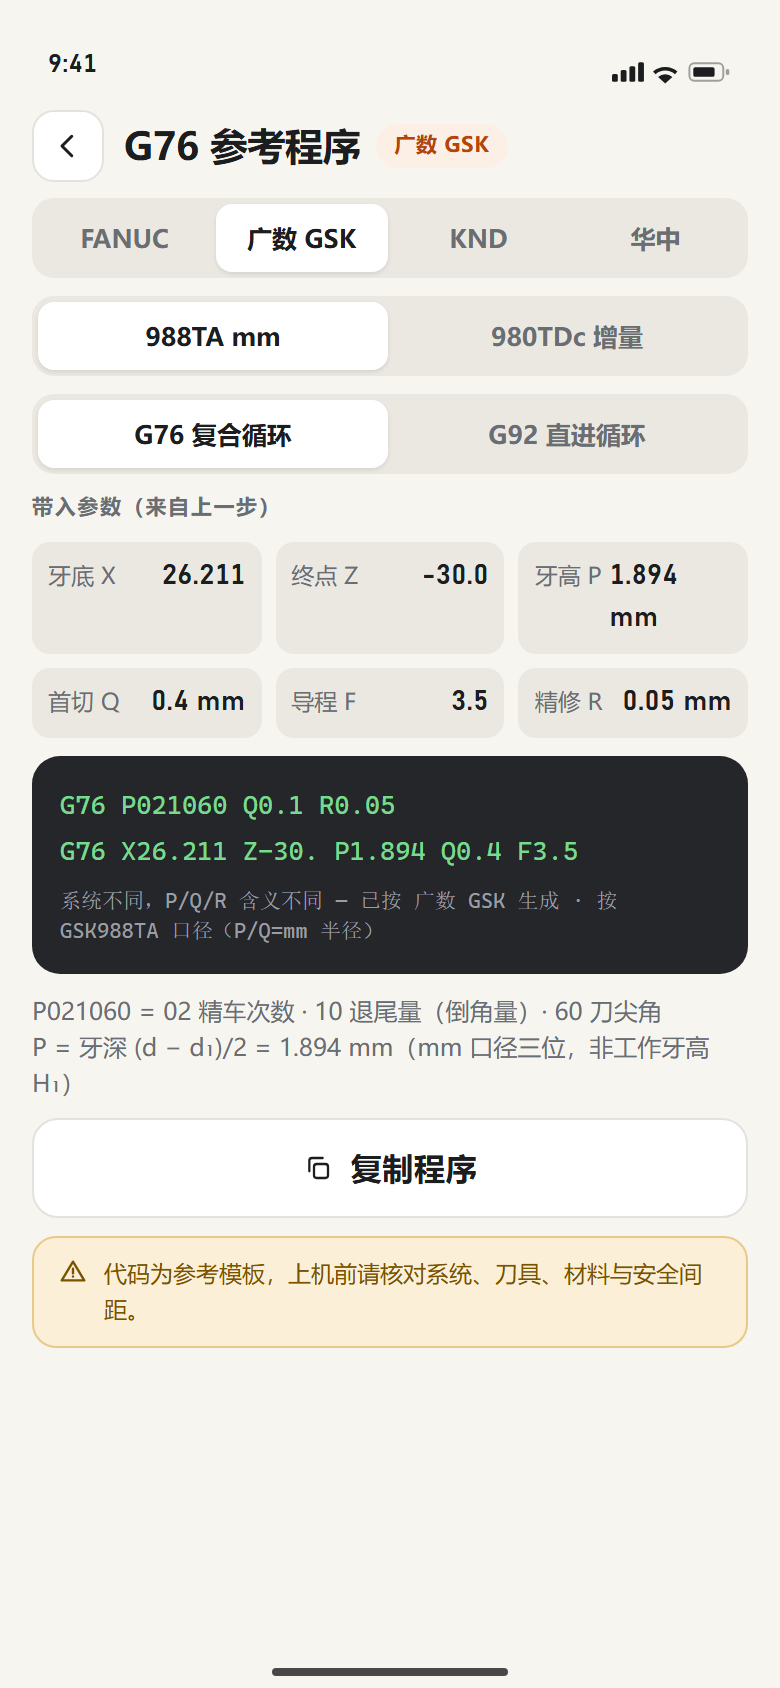 9:41
G76 参考程序 广数 GSK
FANUC 广数 GSK KND 华中
988TA mm 980TDc 增量
G76 复合循环 G92 直进循环
带入参数（来自上一步）
牙底 X 26.211 终点 Z -30.0 牙高 P 1.894 mm
首切 Q 0.4 mm 导程 F 3.5 精修 R 0.05 mm
G76 P021060 Q0.1 R0.05
G76 X26.211 Z-30. P1.894 Q0.4 F3.5
系统不同，P/Q/R 含义不同 — 已按 广数 GSK 生成 · 按
GSK988TA 口径（P/Q=mm 半径）
P021060 = 02 精车次数 · 10 退尾量（倒角量）· 60 刀尖角
P = 牙深 (d − d₁)/2 = 1.894 mm（mm 口径三位，非工作牙高
H₁）
复制程序
代码为参考模板，上机前请核对系统、刀具、材料与安全间
距。